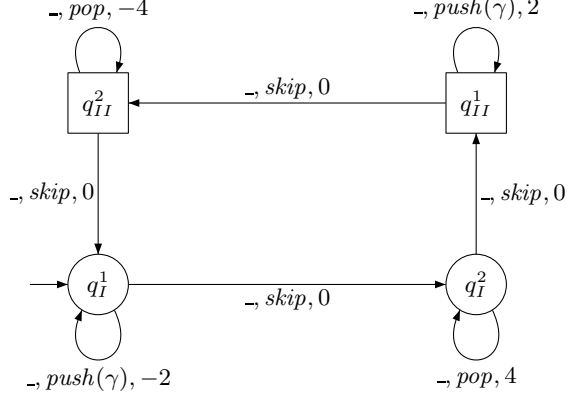 _, pop, −4
_, push(γ), 2
q²_II
_, skip, 0
q¹_II
_, skip, 0
_, skip, 0
q¹_I
_, skip, 0
q²_I
_, push(γ), −2
_, pop, 4